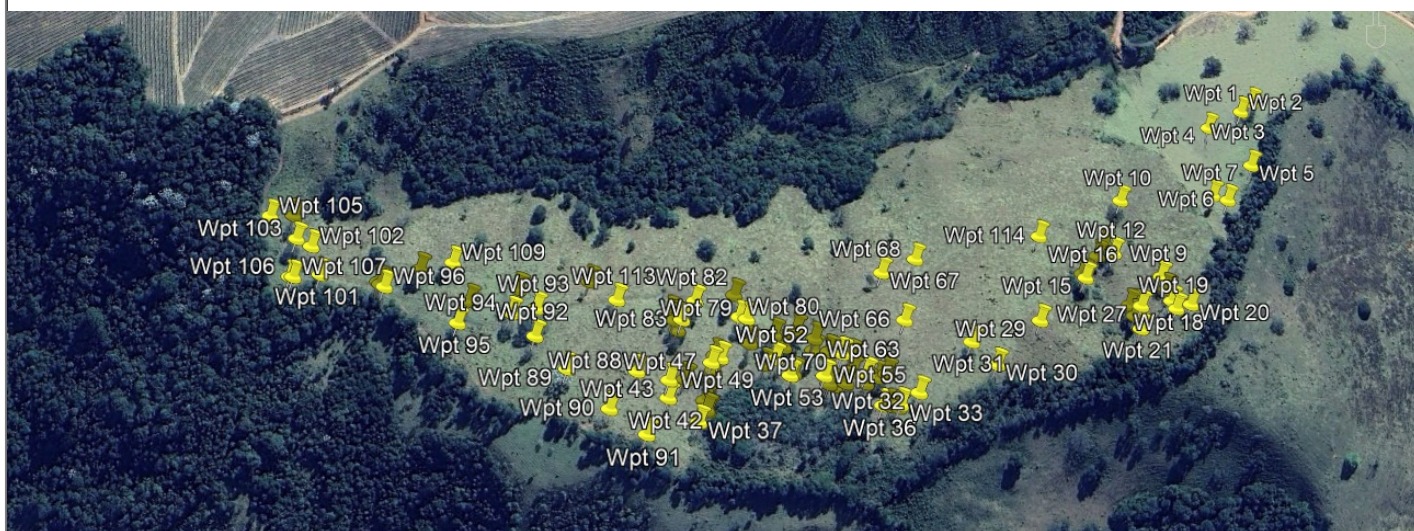 Wpt 1
Wpt 2
Wpt 4
Wpt 3
Wpt 7
Wpt 5
Wpt 6
Wpt 10
Wpt 105
Wpt 103
Wpt 102
Wpt 114
Wpt 12
Wpt 68
Wpt 109
Wpt 16
Wpt 9
Wpt 106
Wpt 107
Wpt 96
Wpt 93
Wpt 113
Wpt 82
Wpt 67
Wpt 101
Wpt 94
Wpt 92
Wpt 83
Wpt 79
Wpt 80
Wpt 66
Wpt 15
Wpt 19
Wpt 27
Wpt 18
Wpt 20
Wpt 95
Wpt 52
Wpt 29
Wpt 21
Wpt 88
Wpt 47
Wpt 70
Wpt 63
Wpt 31
Wpt 30
Wpt 89
Wpt 43
Wpt 49
Wpt 55
Wpt 53
Wpt 32
Wpt 33
Wpt 90
Wpt 42
Wpt 37
Wpt 36
Wpt 91